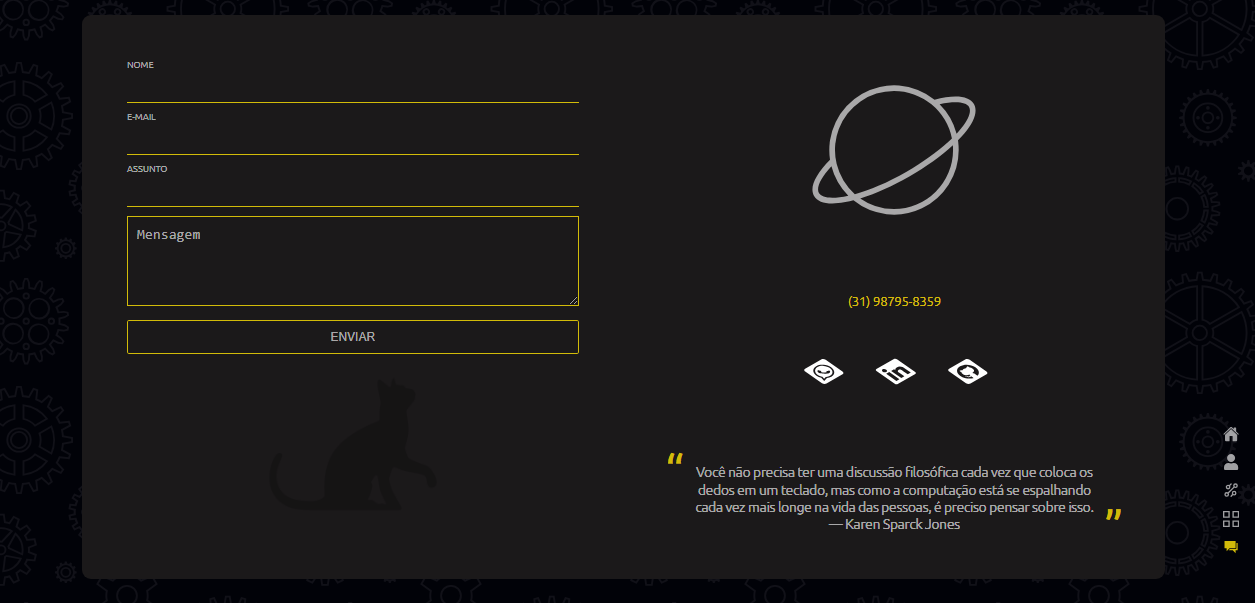 NOME
E-MAIL
ASSUNTO
Mensagem
ENVIAR
(31) 98795-8359
in
“ Você não precisa ter uma discussão filosófica cada vez que coloca os
dedos em um teclado, mas como a computação está se espalhando
cada vez mais longe na vida das pessoas, é preciso pensar sobre isso. ”
— Karen Sparck Jones